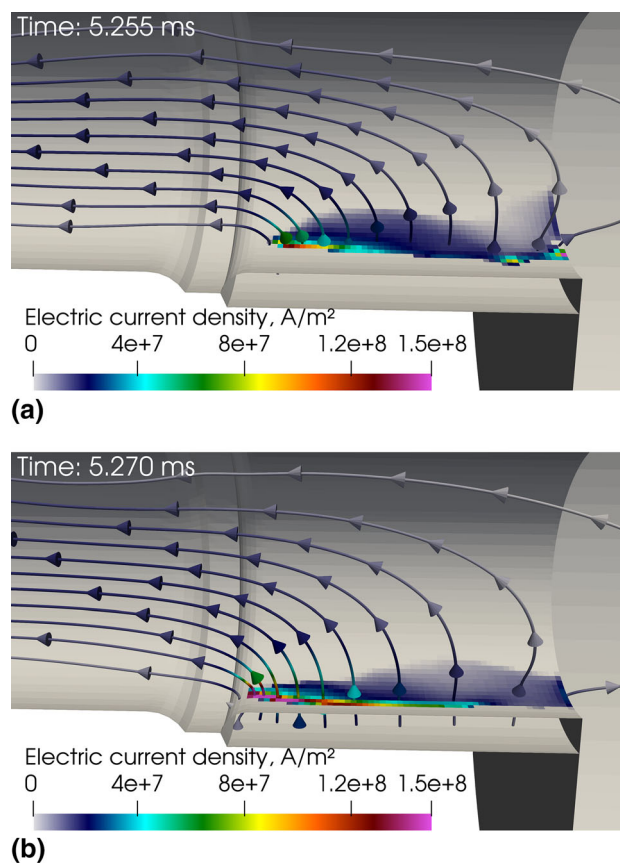 Time: 5.255 ms
Electric current density, A/m²
0 4e+7 8e+7 1.2e+8 1.5e+8
(a)
Time: 5.270 ms
Electric current density, A/m²
0 4e+7 8e+7 1.2e+8 1.5e+8
(b)